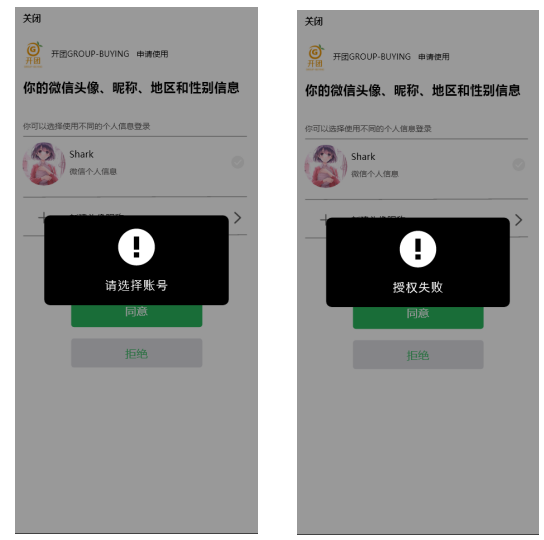 关闭
开团
开团GROUP-BUYING 申请使用
你的微信头像、昵称、地区和性别信息
你可以选择使用不同的个人信息登录
Shark
微信个人信息
请选择账号
同意
拒绝
关闭
开团
开团GROUP-BUYING 申请使用
你的微信头像、昵称、地区和性别信息
你可以选择使用不同的个人信息登录
Shark
微信个人信息
授权失败
同意
拒绝